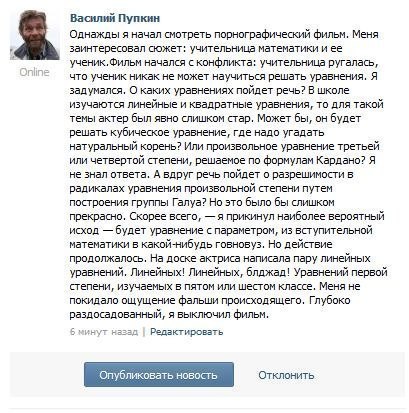 Василий Пупкин
Однажды я начал смотреть порнографический фильм. Меня
заинтересовал сюжет: учительница математики и ее
ученик.Фильм начался с конфликта: учительница ругалась,
что ученик никак не может научиться решать уравнения. Я
задумался. О каких уравнениях пойдет речь? В школе
изучаются линейные и квадратные уравнения, то для такой
темы актер был явно слишком стар. Может бы, он будет
решать кубическое уравнение, где надо угадать
натуральный корень? Или произвольное уравнение третьей
или четвертой степени, решаемое по формулам Кардано? Я
не знал ответа. А вдруг речь пойдет о разрешимости в
радикалах уравнения произвольной степени путем
построения группы Галуа? Но это было бы слишком
прекрасно. Скорее всего, — я прикинул наиболее вероятный
исход — будет уравнение с параметром, из вступительной
математики в какой-нибудь говновуз. Но действие
продолжалось. На доске актриса написала пару линейных
уравнений. Линейных! Линейных, блджад! Уравнений первой
степени, изучаемых в пятом или шестом классе. Меня не
покидало ощущение фальши происходящего. Глубоко
раздосадованный, я выключил фильм.
Online
6 минут назад | Редактировать
Опубликовать новость
Отклонить